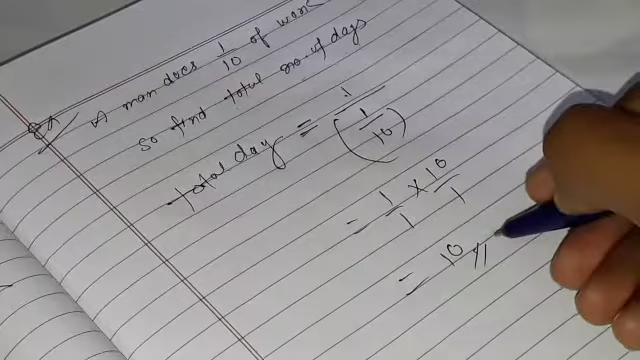 A man does 1/10 of work
so find total no. of days
total day = 1/(1/10)
= 1/1 × 10/1
= 10